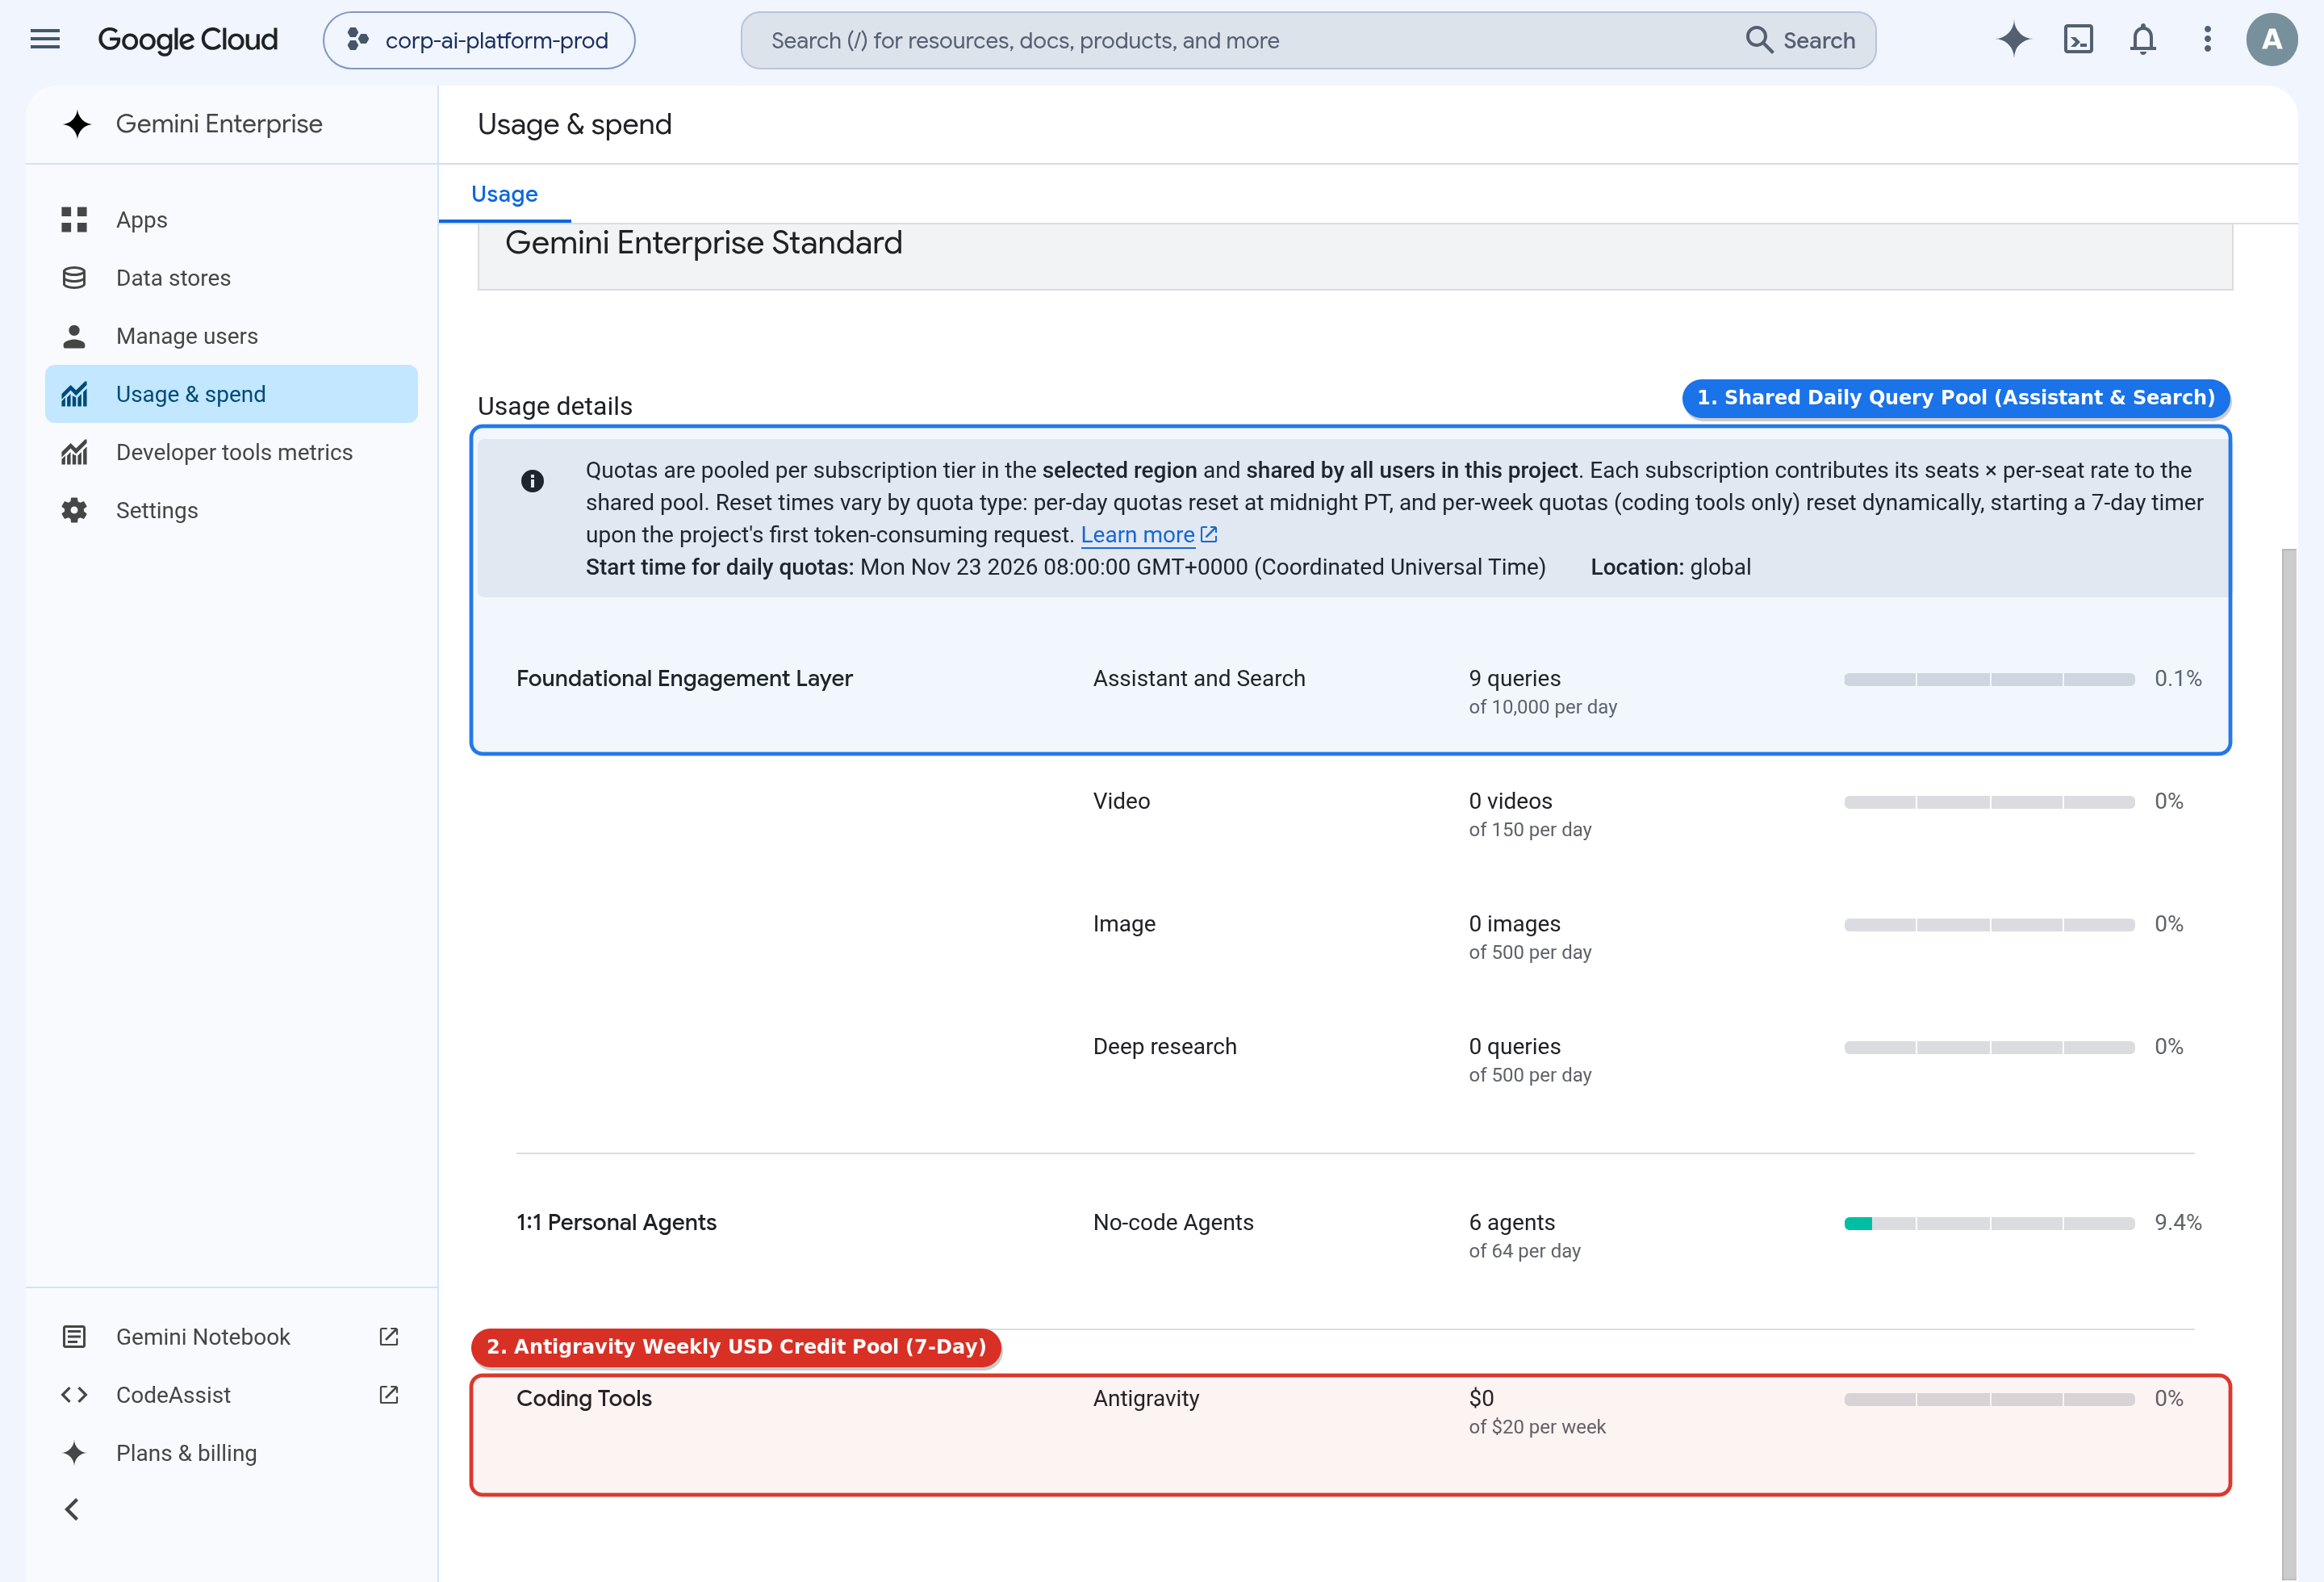 Google Cloud
corp-ai-platform-prod
Search (/) for resources, docs, products, and more
Search
A
Gemini Enterprise
Apps
Data stores
Manage users
Usage & spend
Developer tools metrics
Settings
Gemini Notebook
CodeAssist
Plans & billing
Usage & spend
Usage
Gemini Enterprise Standard
Usage details
1. Shared Daily Query Pool (Assistant & Search)
Quotas are pooled per subscription tier in the selected region and shared by all users in this project. Each subscription contributes its seats × per-seat rate to the
shared pool. Reset times vary by quota type: per-day quotas reset at midnight PT, and per-week quotas (coding tools only) reset dynamically, starting a 7-day timer
upon the project's first token-consuming request. Learn more
Start time for daily quotas: Mon Nov 23 2026 08:00:00 GMT+0000 (Coordinated Universal Time) Location: global
Foundational Engagement Layer
Assistant and Search
9 queries
of 10,000 per day
0.1%
Video
0 videos
of 150 per day
0%
Image
0 images
of 500 per day
0%
Deep research
0 queries
of 500 per day
0%
1:1 Personal Agents
No-code Agents
6 agents
of 64 per day
9.4%
2. Antigravity Weekly USD Credit Pool (7-Day)
Coding Tools
Antigravity
$0
of $20 per week
0%